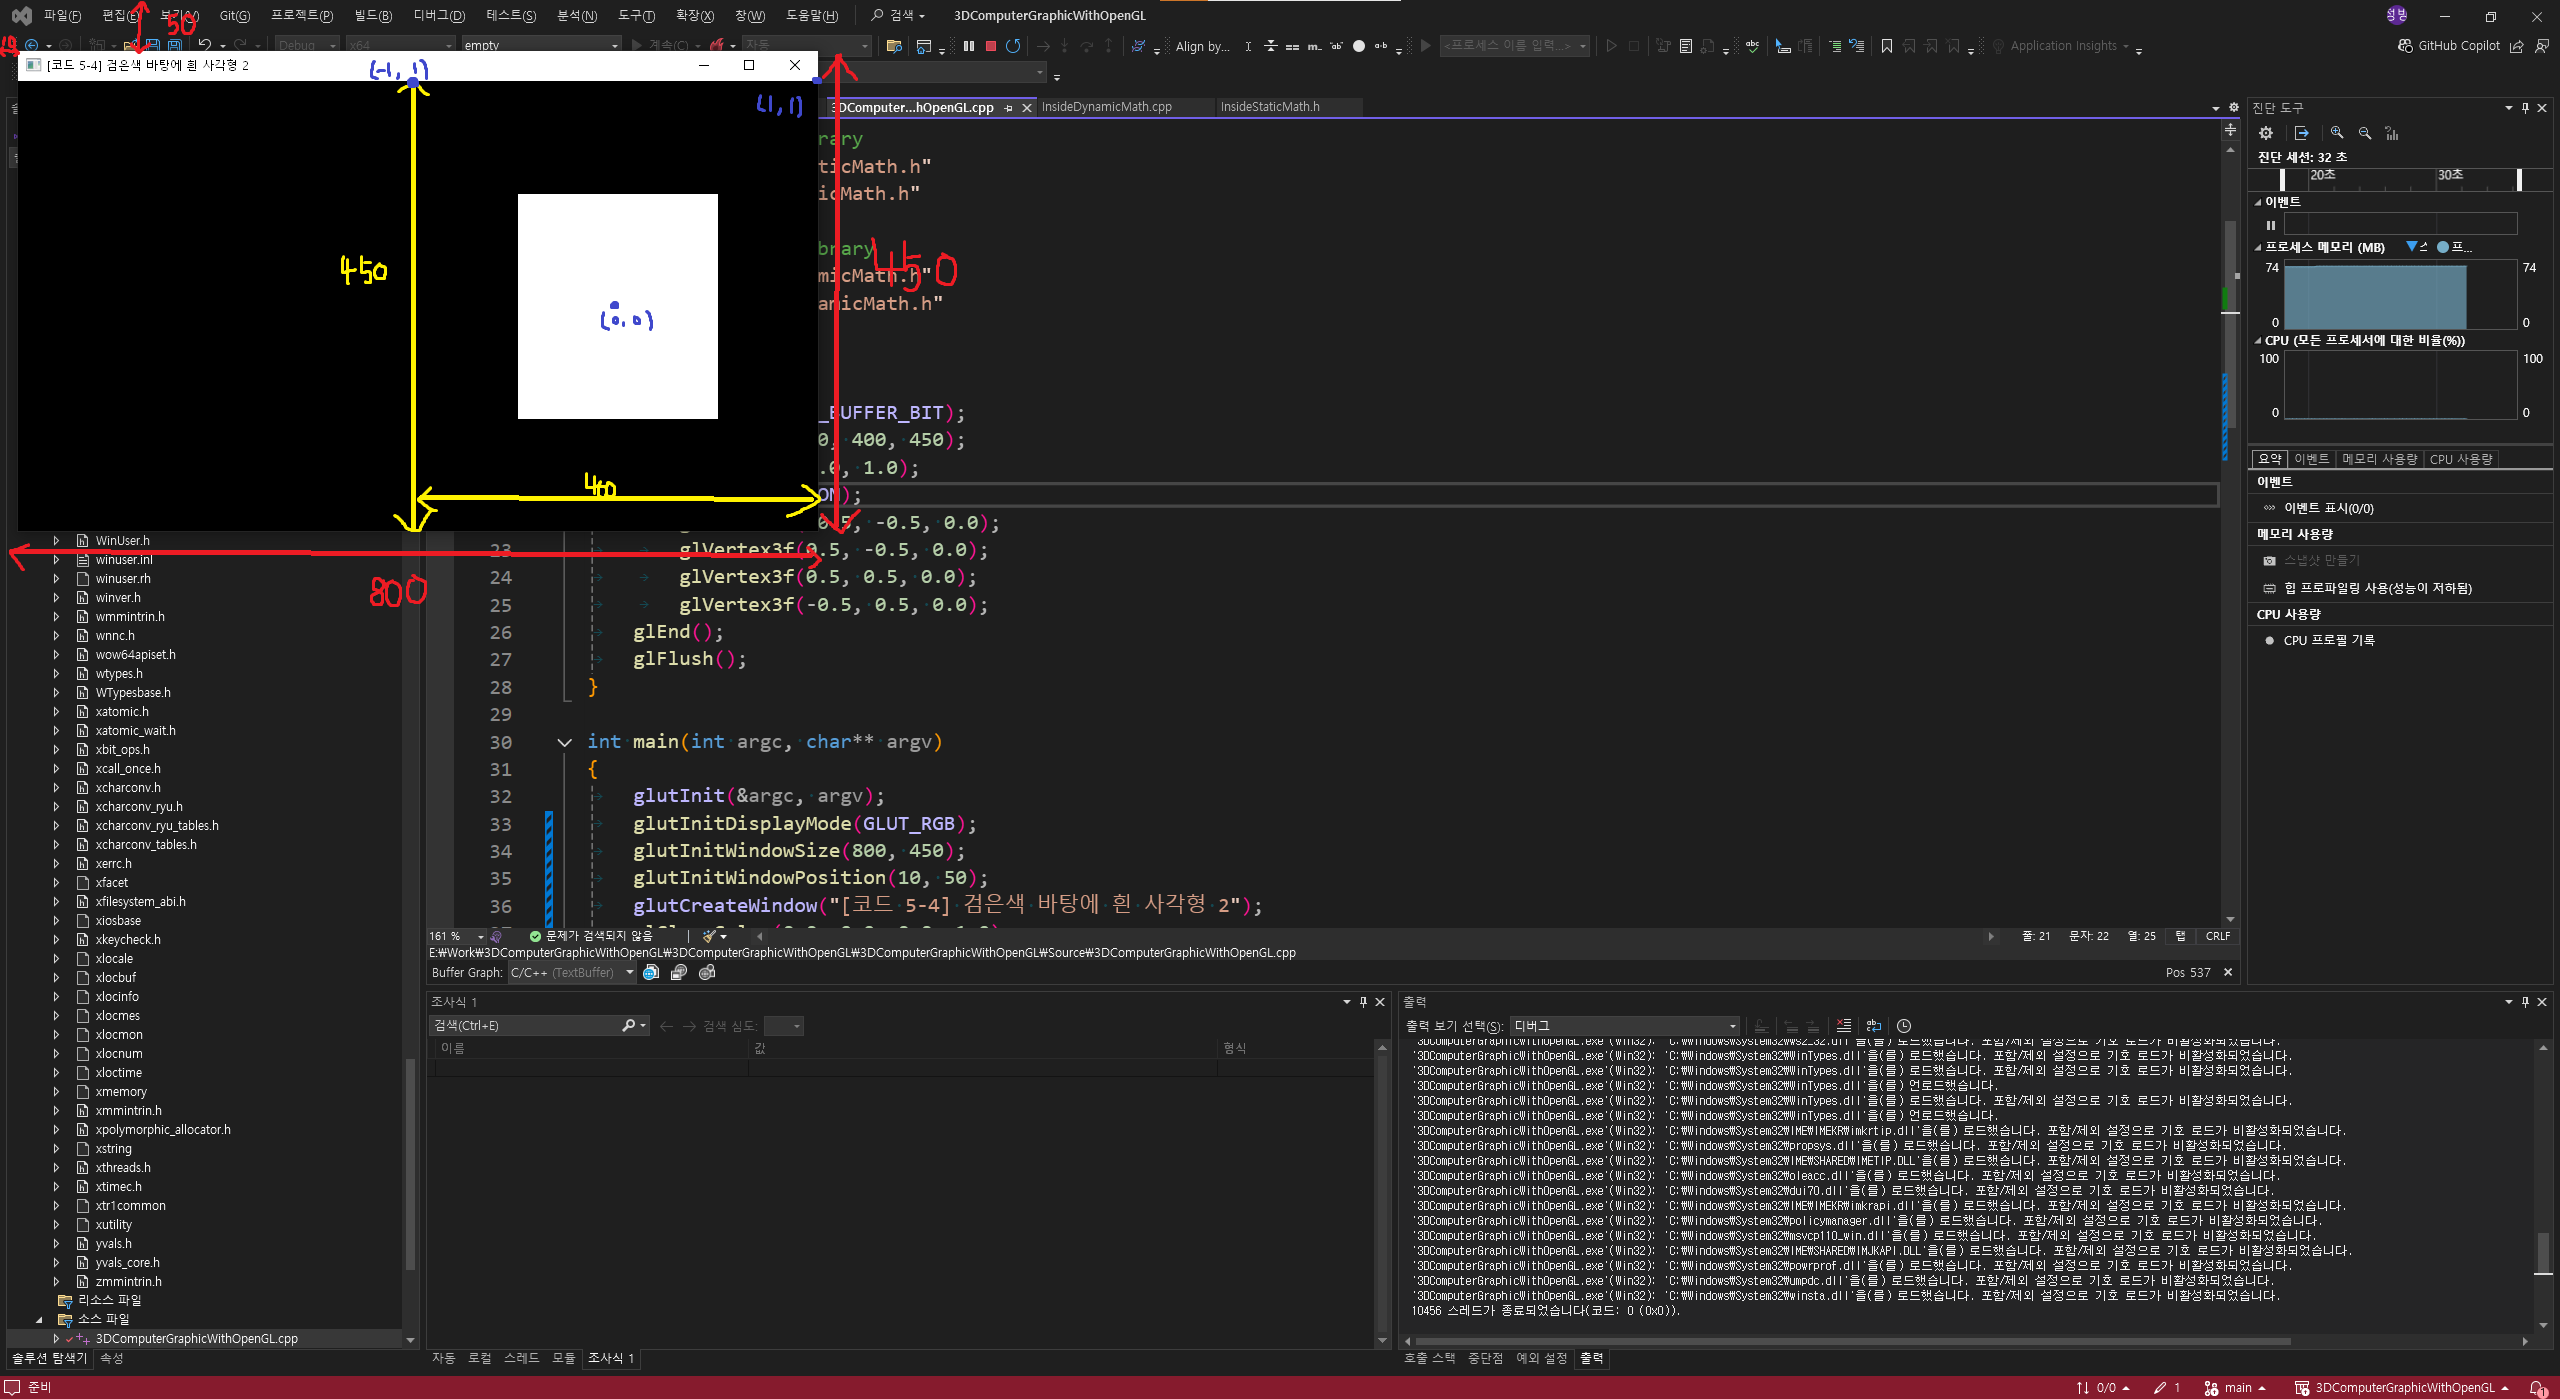 파일(F) 편집(E) 보기(V) Git(G) 프로젝트(P) 빌드(B) 디버그(D) 테스트(S) 분석(N) 도구(T) 확장(X) 창(W) 도움말(H) 검색 3DComputerGraphicWithOpenGL
50
Debug x64 empty 계속(C) 자동 Align by... <프로세스 이름 입력...> Application Insights GitHub Copilot
[코드 5-4] 검은색 바탕에 흰 사각형 2
(-1, 1)
(1, 1)
450
(0, 0)
400
450
800
3DComputer...hOpenGL.cpp InsideDynamicMath.cpp InsideStaticMath.h
brary
ticMath.h"
icMath.h"
brary
micMath.h"
amicMath.h"
_BUFFER_BIT);
0, 400, 450);
.0, 1.0);
ON);
0.5, -0.5, 0.0);
23 glVertex3f(0.5, -0.5, 0.0);
24 glVertex3f(0.5, 0.5, 0.0);
25 glVertex3f(-0.5, 0.5, 0.0);
26 glEnd();
27 glFlush();
28 }
29
30 int main(int argc, char** argv)
31 {
32 glutInit(&argc, argv);
33 glutInitDisplayMode(GLUT_RGB);
34 glutInitWindowSize(800, 450);
35 glutInitWindowPosition(10, 50);
36 glutCreateWindow("[코드 5-4] 검은색 바탕에 흰 사각형 2");
161 % 문제가 검색되지 않음 줄: 21 문자: 22 열: 25 탭 CRLF
E:₩Work₩3DComputerGraphicWithOpenGL₩3DComputerGraphicWithOpenGL₩3DComputerGraphicWithOpenGL₩Source₩3DComputerGraphicWithOpenGL.cpp
Buffer Graph: C/C++ (TextBuffer) Pos 537
WinUser.h
winuser.inl
winuser.rh
winver.h
wmmintrin.h
wnnc.h
wow64apiset.h
wtypes.h
WTypesbase.h
xatomic.h
xatomic_wait.h
xbit_ops.h
xcall_once.h
xcharconv.h
xcharconv_ryu.h
xcharconv_ryu_tables.h
xcharconv_tables.h
xerrc.h
xfacet
xfilesystem_abi.h
xiosbase
xkeycheck.h
xlocale
xlocbuf
xlocinfo
xlocmes
xlocmon
xlocnum
xloctime
xmemory
xmmintrin.h
xpolymorphic_allocator.h
xstring
xthreads.h
xtimec.h
xtr1common
xutility
yvals.h
yvals_core.h
zmmintrin.h
리소스 파일
소스 파일
3DComputerGraphicWithOpenGL.cpp
솔루션 탐색기 속성
조사식 1
검색(Ctrl+E) 검색 심도:
이름 값 형식
자동 로컬 스레드 모듈 조사식 1
출력
출력 보기 선택(S): 디버그
'3DComputerGraphicWithOpenGL.exe'(Win32): 'C:₩Windows₩System32₩ws2_32.dll'을(를) 로드했습니다. 포함/제외 설정으로 기호 로드가 비활성화되었습니다.
'3DComputerGraphicWithOpenGL.exe'(Win32): 'C:₩Windows₩System32₩WinTypes.dll'을(를) 로드했습니다. 포함/제외 설정으로 기호 로드가 비활성화되었습니다.
'3DComputerGraphicWithOpenGL.exe'(Win32): 'C:₩Windows₩System32₩WinTypes.dll'을(를) 로드했습니다. 포함/제외 설정으로 기호 로드가 비활성화되었습니다.
'3DComputerGraphicWithOpenGL.exe'(Win32): 'C:₩Windows₩System32₩WinTypes.dll'을(를) 언로드했습니다.
'3DComputerGraphicWithOpenGL.exe'(Win32): 'C:₩Windows₩System32₩WinTypes.dll'을(를) 로드했습니다. 포함/제외 설정으로 기호 로드가 비활성화되었습니다.
'3DComputerGraphicWithOpenGL.exe'(Win32): 'C:₩Windows₩System32₩WinTypes.dll'을(를) 언로드했습니다.
'3DComputerGraphicWithOpenGL.exe'(Win32): 'C:₩Windows₩System32₩IME₩IMEKR₩imkrtip.dll'을(를) 로드했습니다. 포함/제외 설정으로 기호 로드가 비활성화되었습니다.
'3DComputerGraphicWithOpenGL.exe'(Win32): 'C:₩Windows₩System32₩propsys.dll'을(를) 로드했습니다. 포함/제외 설정으로 기호 로드가 비활성화되었습니다.
'3DComputerGraphicWithOpenGL.exe'(Win32): 'C:₩Windows₩System32₩IME₩SHARED₩IMETIP.DLL'을(를) 로드했습니다. 포함/제외 설정으로 기호 로드가 비활성화되었습니다.
'3DComputerGraphicWithOpenGL.exe'(Win32): 'C:₩Windows₩System32₩oleacc.dll'을(를) 로드했습니다. 포함/제외 설정으로 기호 로드가 비활성화되었습니다.
'3DComputerGraphicWithOpenGL.exe'(Win32): 'C:₩Windows₩System32₩dui70.dll'을(를) 로드했습니다. 포함/제외 설정으로 기호 로드가 비활성화되었습니다.
'3DComputerGraphicWithOpenGL.exe'(Win32): 'C:₩Windows₩System32₩IME₩IMEKR₩imkrapi.dll'을(를) 로드했습니다. 포함/제외 설정으로 기호 로드가 비활성화되었습니다.
'3DComputerGraphicWithOpenGL.exe'(Win32): 'C:₩Windows₩System32₩policymanager.dll'을(를) 로드했습니다. 포함/제외 설정으로 기호 로드가 비활성화되었습니다.
'3DComputerGraphicWithOpenGL.exe'(Win32): 'C:₩Windows₩System32₩msvcp110_win.dll'을(를) 로드했습니다. 포함/제외 설정으로 기호 로드가 비활성화되었습니다.
'3DComputerGraphicWithOpenGL.exe'(Win32): 'C:₩Windows₩System32₩IME₩SHARED₩IMJKAPI.DLL'을(를) 로드했습니다. 포함/제외 설정으로 기호 로드가 비활성화되었습니다.
'3DComputerGraphicWithOpenGL.exe'(Win32): 'C:₩Windows₩System32₩powrprof.dll'을(를) 로드했습니다. 포함/제외 설정으로 기호 로드가 비활성화되었습니다.
'3DComputerGraphicWithOpenGL.exe'(Win32): 'C:₩Windows₩System32₩umpdc.dll'을(를) 로드했습니다. 포함/제외 설정으로 기호 로드가 비활성화되었습니다.
'3DComputerGraphicWithOpenGL.exe'(Win32): 'C:₩Windows₩System32₩winsta.dll'을(를) 로드했습니다. 포함/제외 설정으로 기호 로드가 비활성화되었습니다.
10456 스레드가 종료되었습니다(코드: 0 (0x0)).
호출 스택 중단점 예외 설정 출력
진단 도구
진단 세션: 32 초
20초 30초
이벤트
프로세스 메모리 (MB) 스 프...
74 74
0 0
CPU (모든 프로세서에 대한 비율(%))
100 100
0 0
요약 이벤트 메모리 사용량 CPU 사용량
이벤트
이벤트 표시(0/0)
메모리 사용량
스냅샷 만들기
힙 프로파일링 사용(성능이 저하됨)
CPU 사용량
CPU 프로필 기록
준비 0/0 1 main 3DComputerGraphicWithOpenGL 1